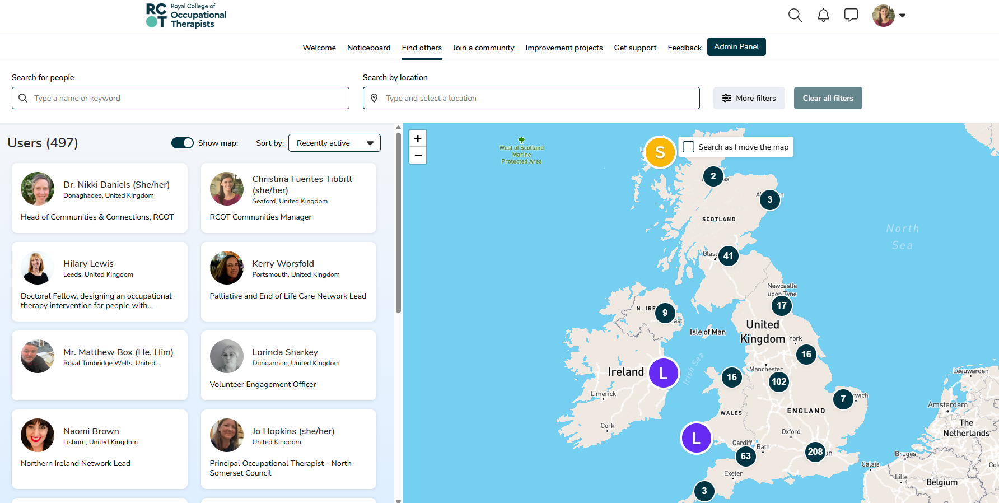 RCOT Royal College of
Occupational
Therapists
Welcome Noticeboard Find others Join a community Improvement projects Get support Feedback Admin Panel
Search for people
Type a name or keyword
Search by location
Type and select a location
More filters
Clear all filters
Users (497)
Show map:
Sort by:
Recently active
Dr. Nikki Daniels (She/her)
Donaghadee, United Kingdom
Head of Communities & Connections, RCOT
Christina Fuentes Tibbitt
(she/her)
Seaford, United Kingdom
RCOT Communities Manager
Hilary Lewis
Leeds, United Kingdom
Doctoral Fellow, designing an occupational
therapy intervention for people with...
Kerry Worsfold
Portsmouth, United Kingdom
Palliative and End of Life Care Network Lead
Mr. Matthew Box (He, Him)
Royal Tunbridge Wells, United...
Lorinda Sharkey
Dungannon, United Kingdom
Volunteer Engagement Officer
Naomi Brown
Lisburn, United Kingdom
Northern Ireland Network Lead
Jo Hopkins (she/her)
United Kingdom
Principal Occupational Therapist - North
Somerset Council
+
−
West of Scotland
Marine
Protected Area
S
Search as I move the map
2
3
SCOTLAND
North
Sea
41
Newcastle
upon Tyne
17
N. IRE
9
Isle of Man
United
Kingdom
York
16
Irish Sea
Ireland
L
Manchester
16
102
Leeuwarden
Limerick
7
Amsterdam
WALES
ENGLAND
The
Netherlands
Cork
L
Oxford
Cardiff
Bath
63
208
Bruges
Calais
Exeter
Lille
Belgium
3